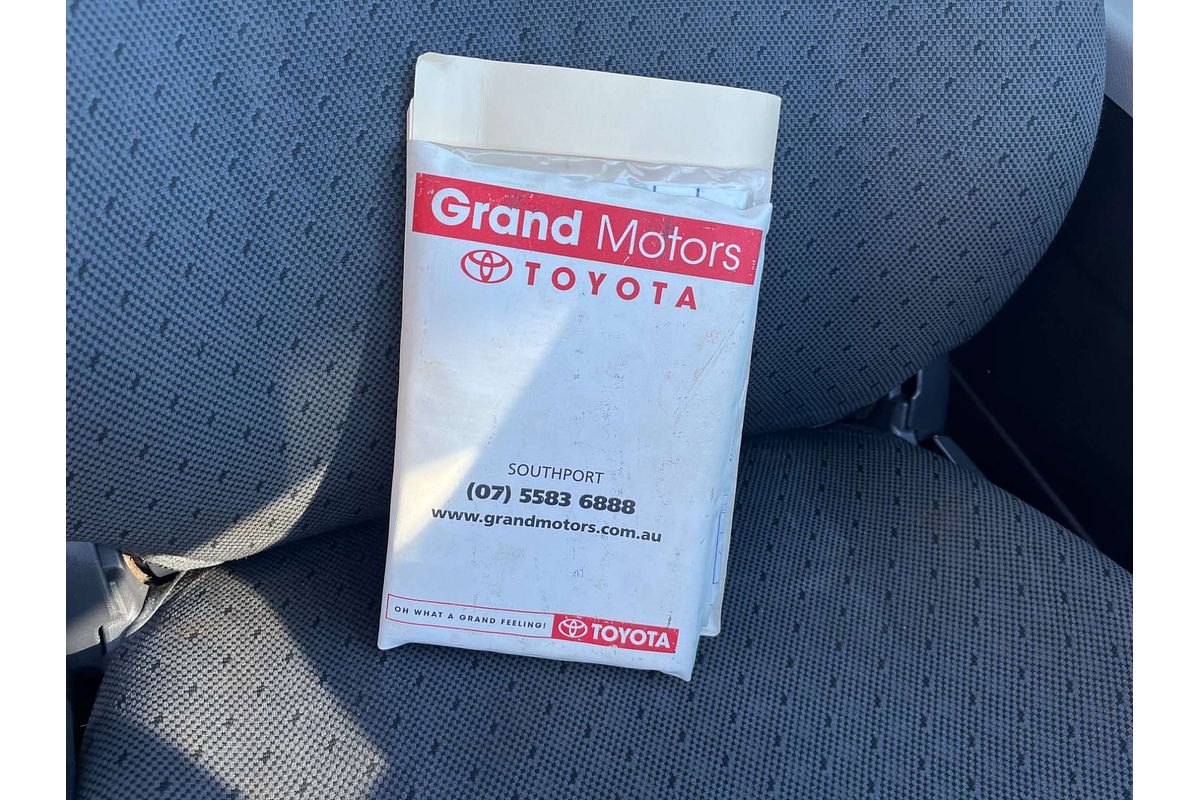 Grand Motors
TOYOTA
SOUTHPORT
(07) 5583 6888
www.grandmotors.com.au
OH WHAT A GRAND FEELING! TOYOTA